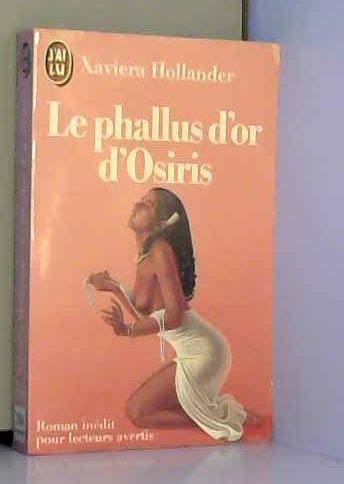 J'AI
LU
Xaviera Hollander
Le phallus d'or
d'Osiris
Roman inédit
pour lecteurs avertis